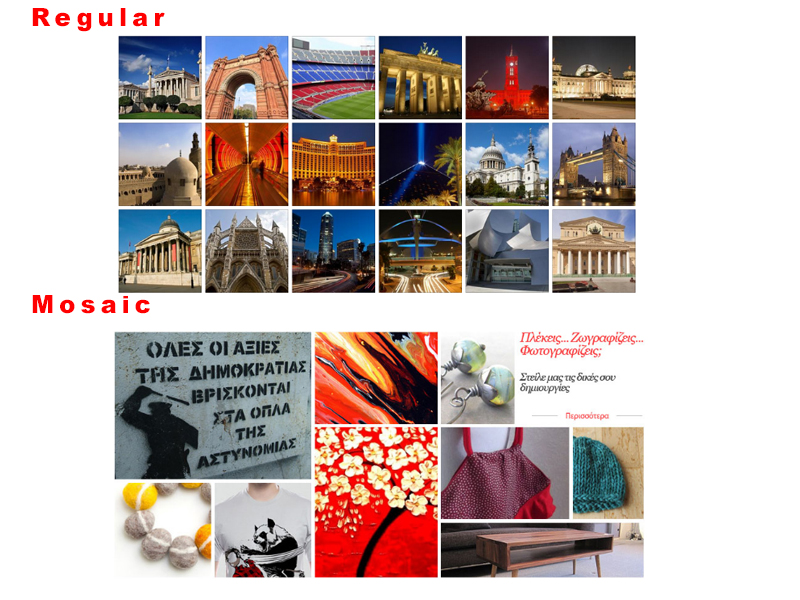 Regular
Mosaic
ΟΛΕΣ ΟΙ ΑΞΙΕΣ
ΤΗΣ ΔΗΜΟΚΡΑΤΙΑΣ
ΒΡΙΣΚΟΝΤΑΙ
ΣΤΑ ΟΠΛΑ
ΤΗΣ
ΑΣΤΥΝΟΜΙΑΣ
Πλέκεις... Ζωγραφίζεις...
Φωτογραφίζεις;
Στείλε μας τις δικές σου
δημιουργίες
Περισσότερα